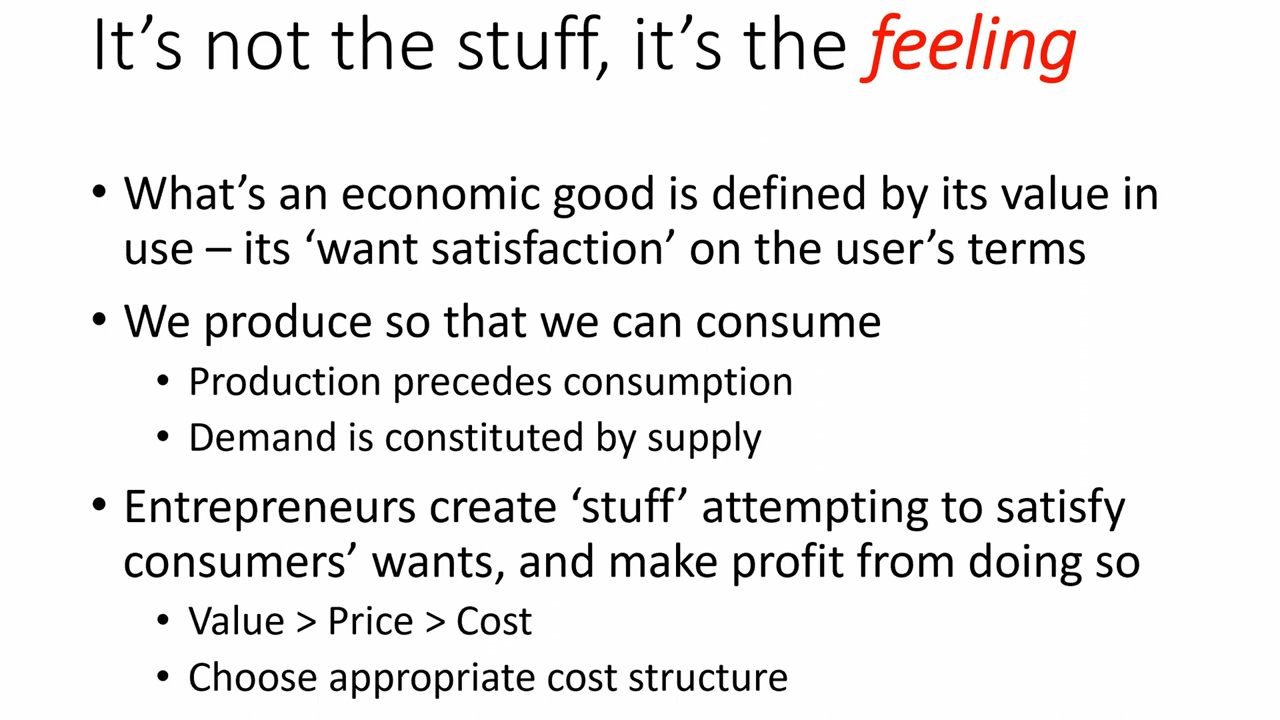 It’s not the stuff, it’s the feeling
• What’s an economic good is defined by its value in
use – its ‘want satisfaction’ on the user’s terms
• We produce so that we can consume
• Production precedes consumption
• Demand is constituted by supply
• Entrepreneurs create ‘stuff’ attempting to satisfy
consumers’ wants, and make profit from doing so
• Value > Price > Cost
• Choose appropriate cost structure